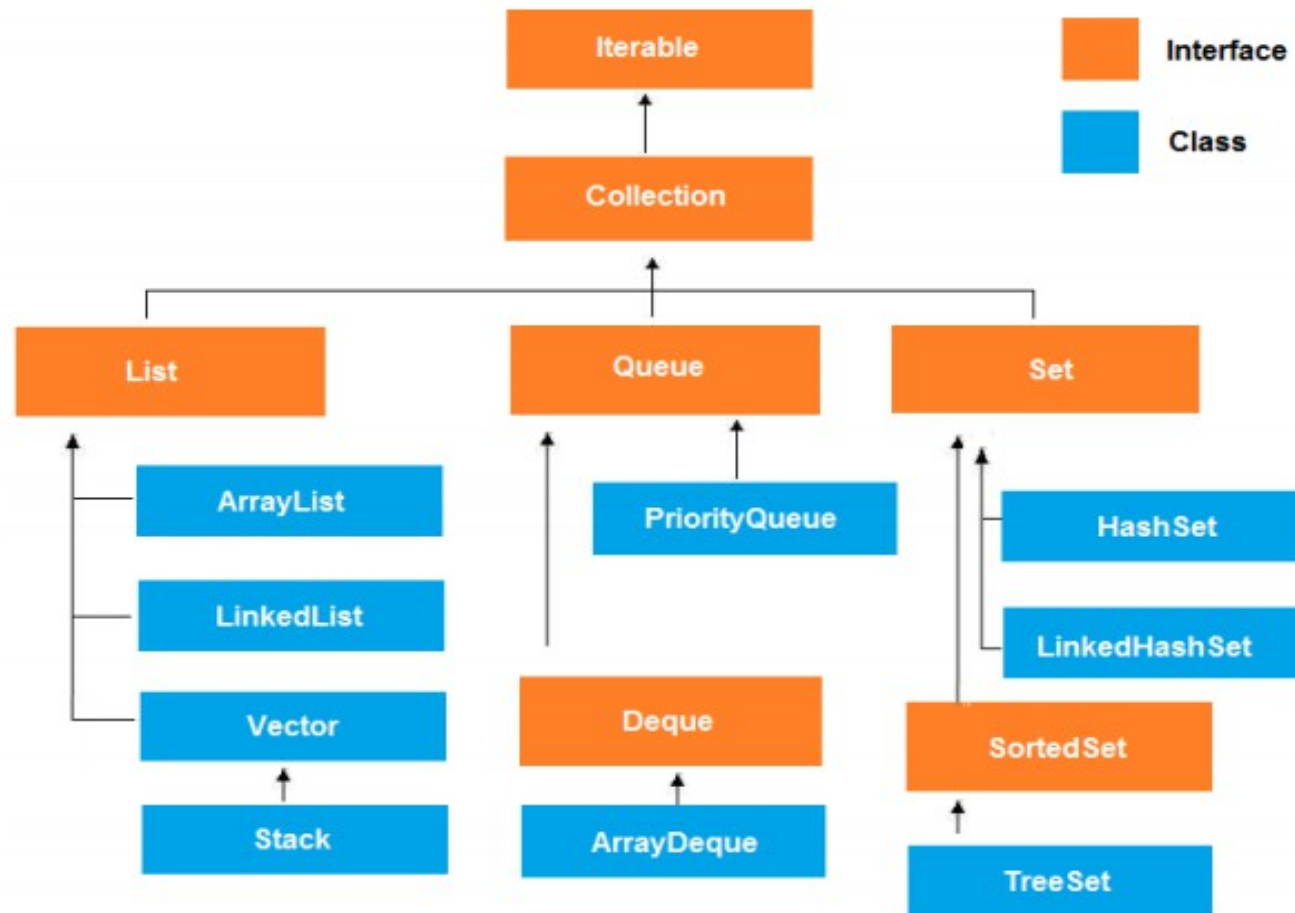 Iterable
Interface
Class
Collection
List
Queue
Set
ArrayList
PriorityQueue
HashSet
LinkedList
LinkedHashSet
Vector
Deque
SortedSet
Stack
ArrayDeque
TreeSet